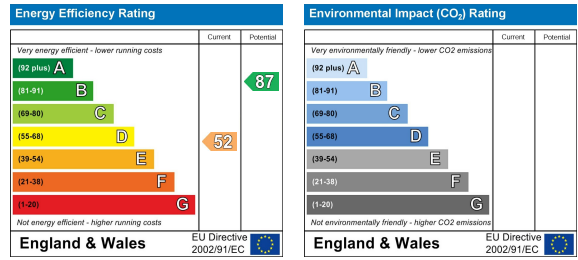 Energy Efficiency Rating
Current Potential
Very energy efficient - lower running costs
(92 plus) A
(81-91) B
(69-80) C
(55-68) D
(39-54) E
(21-38) F
(1-20) G
52
87
Not energy efficient - higher running costs
England & Wales
EU Directive
2002/91/EC
Environmental Impact (CO₂) Rating
Current Potential
Very environmentally friendly - lower CO2 emissions
(92 plus) A
(81-91) B
(69-80) C
(55-68) D
(39-54) E
(21-38) F
(1-20) G
Not environmentally friendly - higher CO2 emissions
England & Wales
EU Directive
2002/91/EC